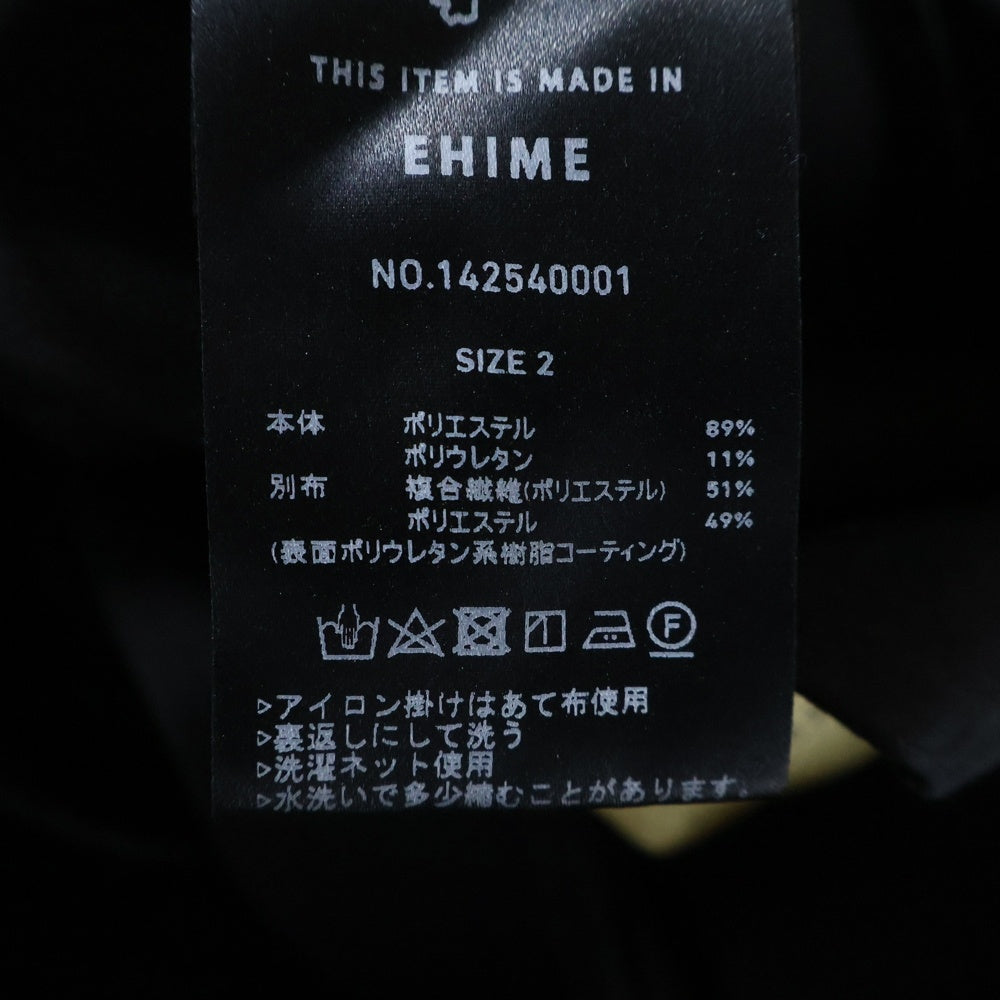 THIS ITEM IS MADE IN
EHIME
NO.142540001
SIZE 2
本体 ポリエステル 89%
ポリウレタン 11%
別布 複合繊維(ポリエステル) 51%
ポリエステル 49%
(表面ポリウレタン系樹脂コーティング)
F
▷アイロン掛けはあて布使用
▷裏返しにして洗う
▷洗濯ネット使用
▷水洗いで多少縮むことがあります。